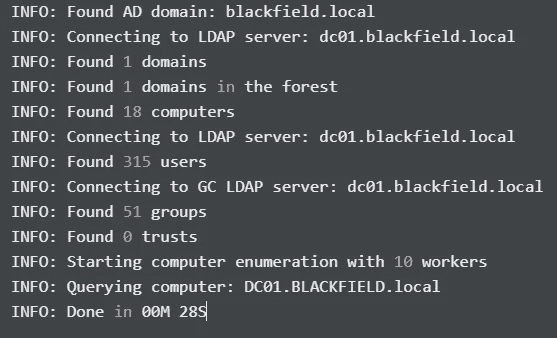 INFO: Found AD domain: blackfield.local
INFO: Connecting to LDAP server: dc01.blackfield.local
INFO: Found 1 domains
INFO: Found 1 domains in the forest
INFO: Found 18 computers
INFO: Connecting to LDAP server: dc01.blackfield.local
INFO: Found 315 users
INFO: Connecting to GC LDAP server: dc01.blackfield.local
INFO: Found 51 groups
INFO: Found 0 trusts
INFO: Starting computer enumeration with 10 workers
INFO: Querying computer: DC01.BLACKFIELD.local
INFO: Done in 00M 28S